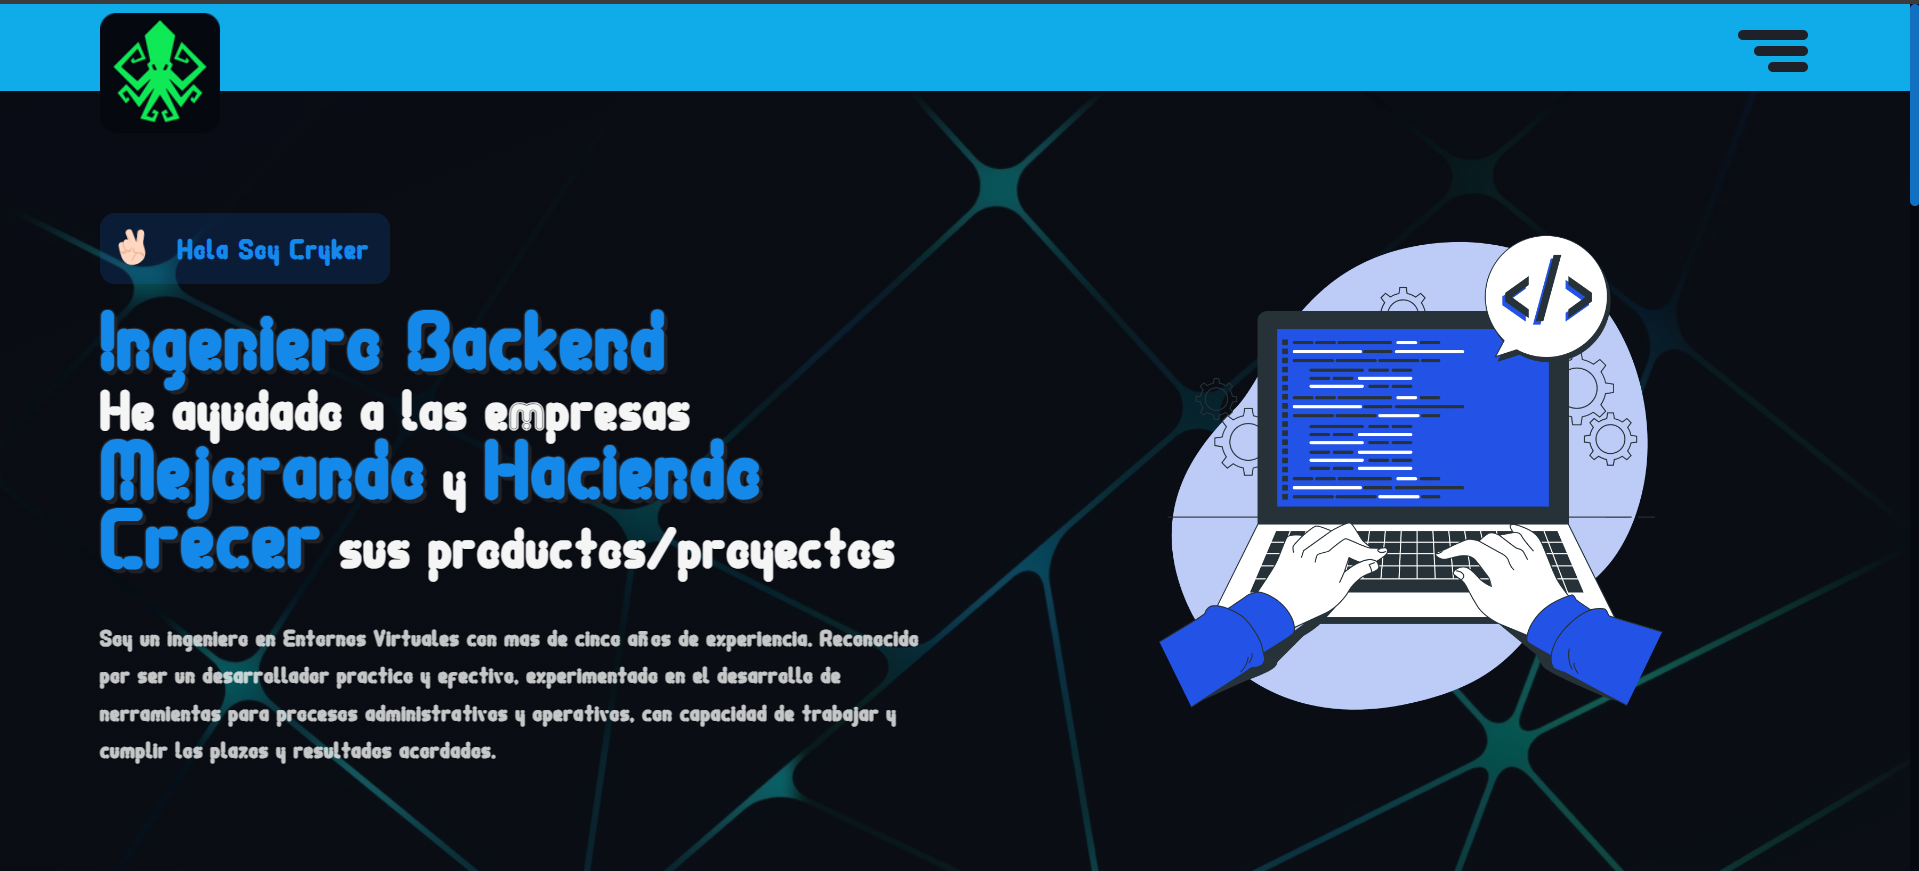 </>
Hola Soy Cryker
Ingeniero Backend
He ayudado a las empresas
Mejorando y Haciendo
Crecer sus productos/proyectos
Soy un ingeniero en Entornos Virtuales con mas de cinco años de experiencia. Reconocido
por ser un desarrollador practico y efectivo, experimentado en el desarrollo de
herramientas para procesos administrativos y operativos, con capacidad de trabajar y
cumplir los plazos y resultados acordados.